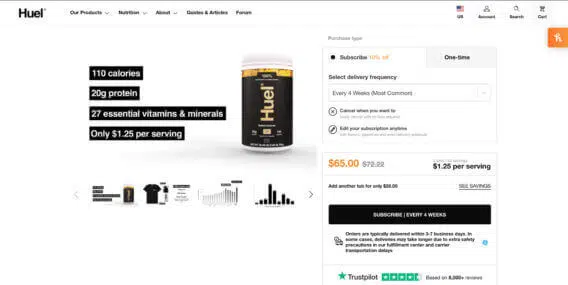 Huel
Our Products Nutrition About Guides & Articles Forum
US Account Search Cart
Purchase type
Subscribe 10% off
One-time
Select delivery frequency
Every 4 Weeks (Most Common)
Cancel when you want to
Edit your subscription anytime
110 calories
20g protein
27 essential vitamins & minerals
Only $1.25 per serving
Huel
$65.00 $72.22
$1.25 per serving
Add another tub for only $28.00
SEE SAVINGS
SUBSCRIBE | EVERY 4 WEEKS
Orders are typically delivered within 3-7 business days. In
some cases, deliveries may take longer due to extra safety
precautions in our fulfillment center and carrier
transportation delays
Trustpilot
Based on 8,000+ reviews